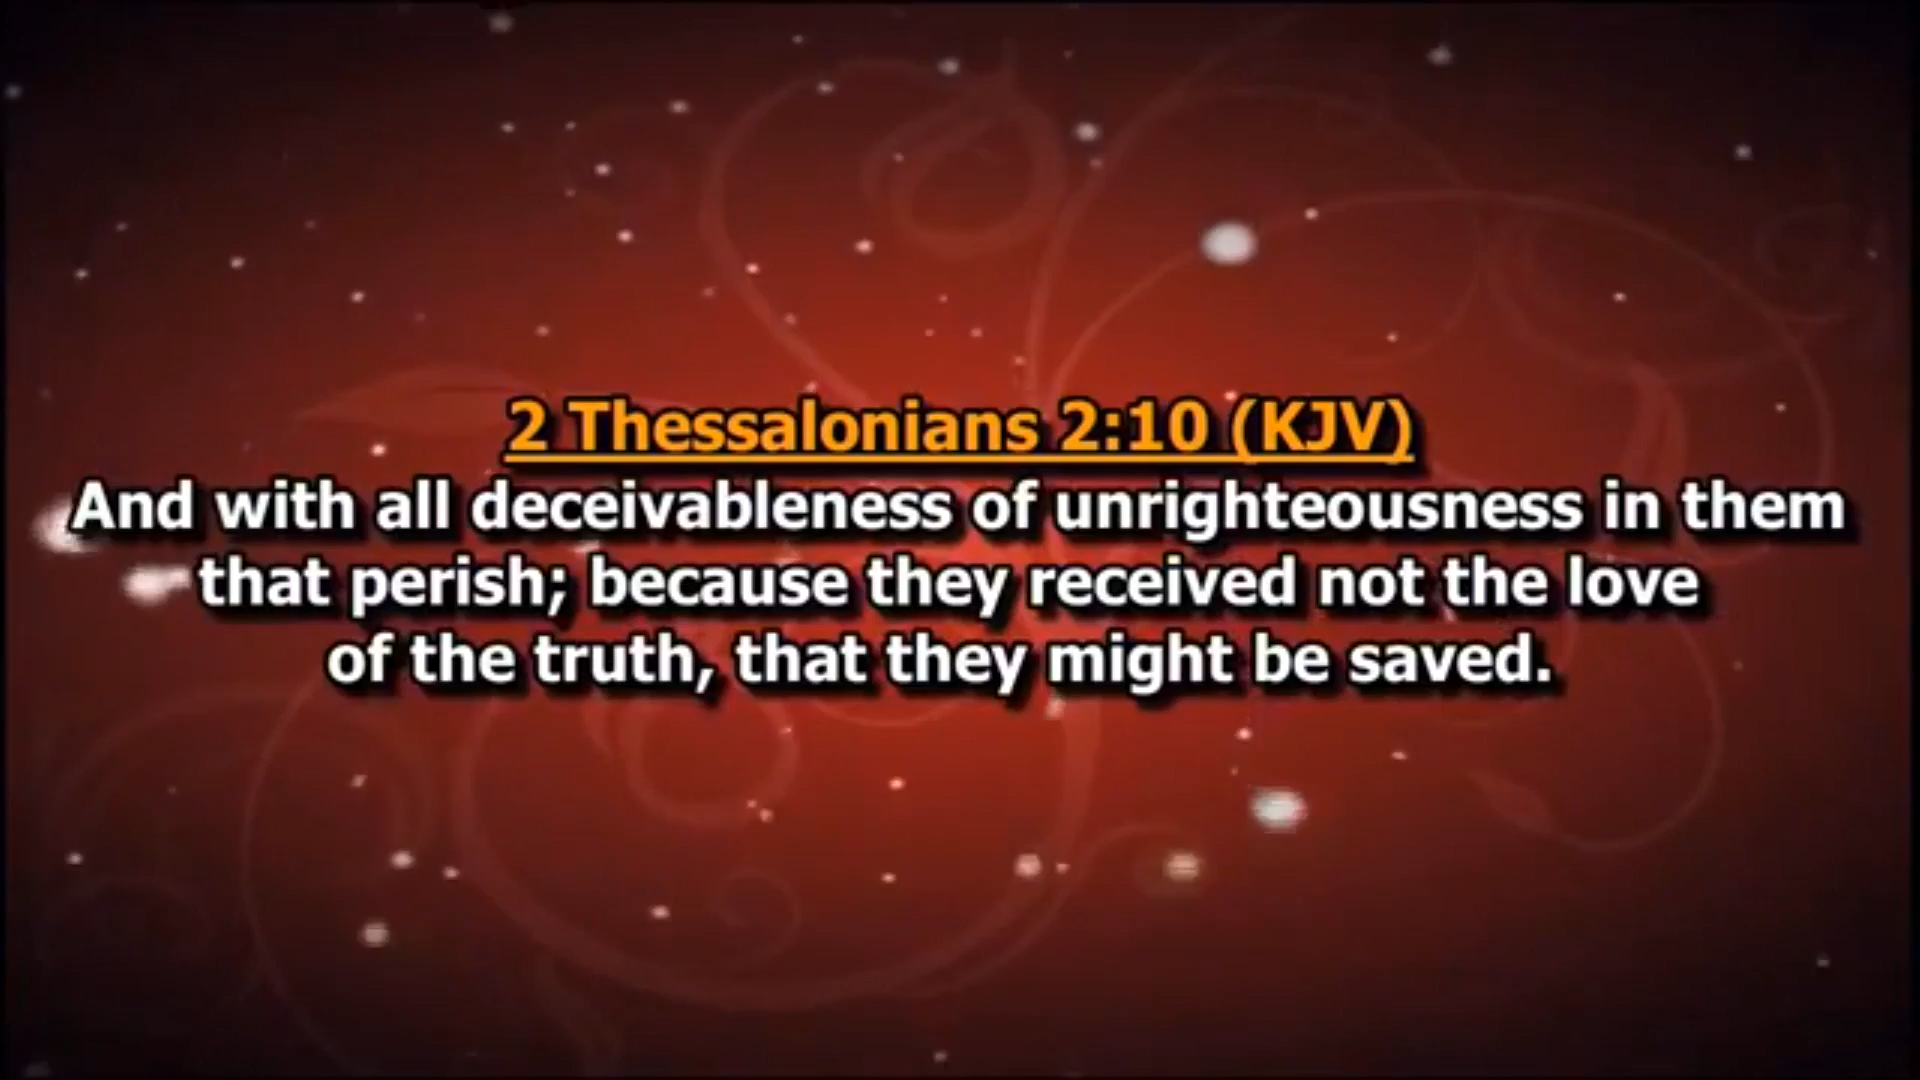 2 Thessalonians 2:10 (KJV)
And with all deceivableness of unrighteousness in them
that perish; because they received not the love
of the truth, that they might be saved.